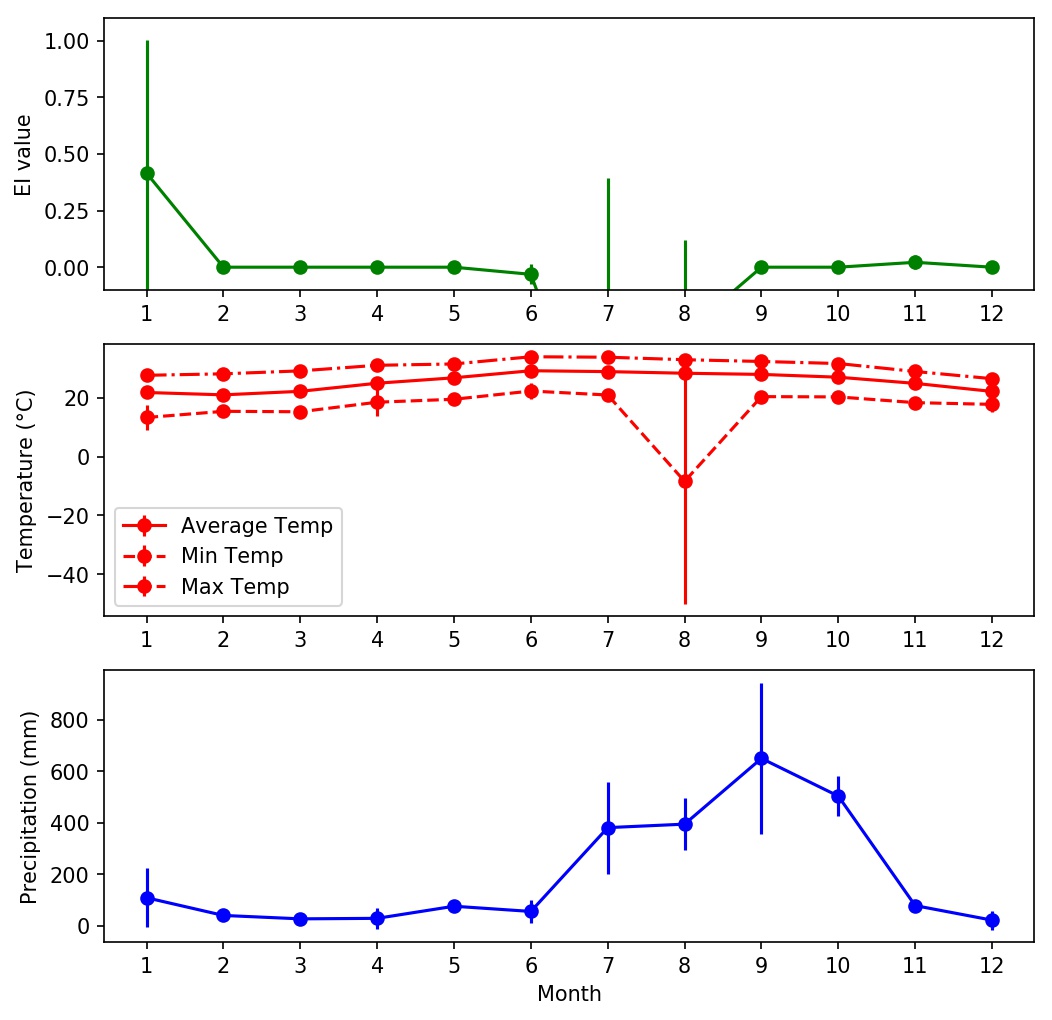 EI value
1.00
0.75
0.50
0.25
0.00
1 2 3 4 5 6 7 8 9 10 11 12
Temperature (°C)
20
0
−20
−40
Average Temp
Min Temp
Max Temp
1 2 3 4 5 6 7 8 9 10 11 12
Precipitation (mm)
800
600
400
200
0
1 2 3 4 5 6 7 8 9 10 11 12
Month